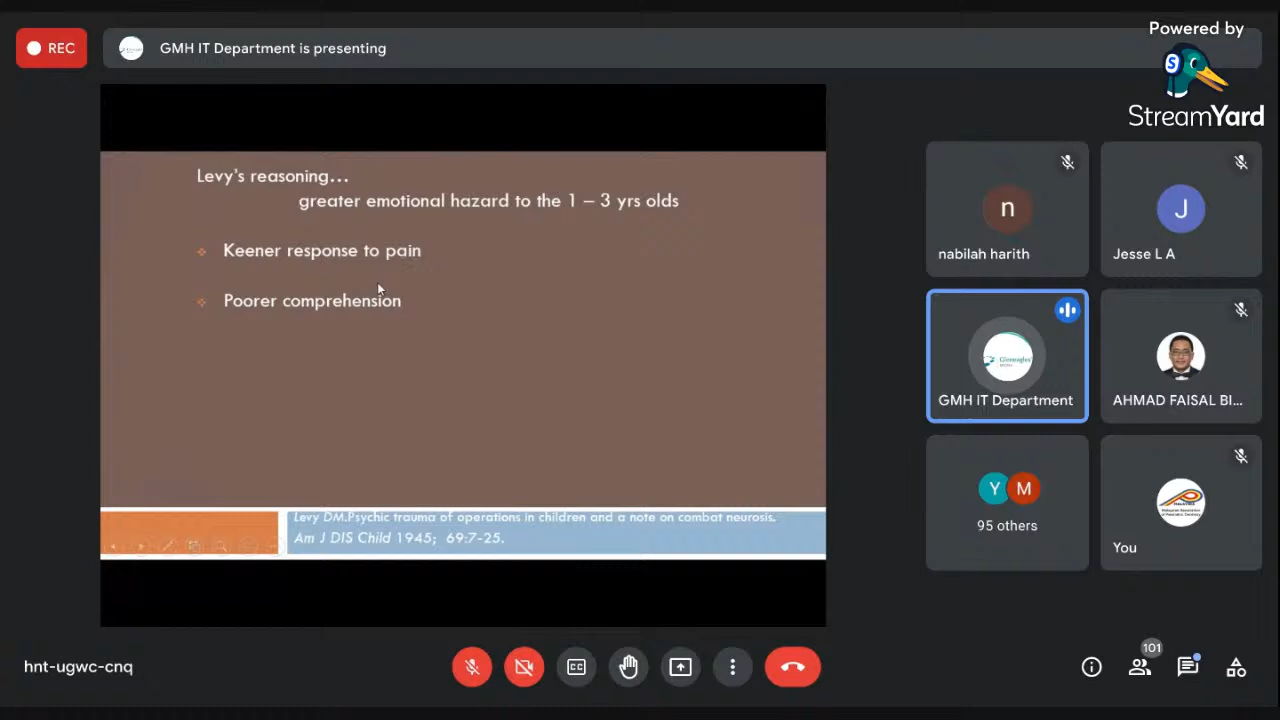 Powered by
StreamYard
REC
GMH IT Department is presenting
Levy's reasoning…
greater emotional hazard to the 1 – 3 yrs olds
Keener response to pain
Poorer comprehension
Levy DM.Psychic trauma of operations in children and a note on combat neurosis.
Am J DIS Child 1945; 69:7-25.
n
nabilah harith
J
Jesse L A
Gleneagles
GMH IT Department
AHMAD FAISAL BI...
Y M
95 others
You
hnt-ugwc-cnq
CC
101